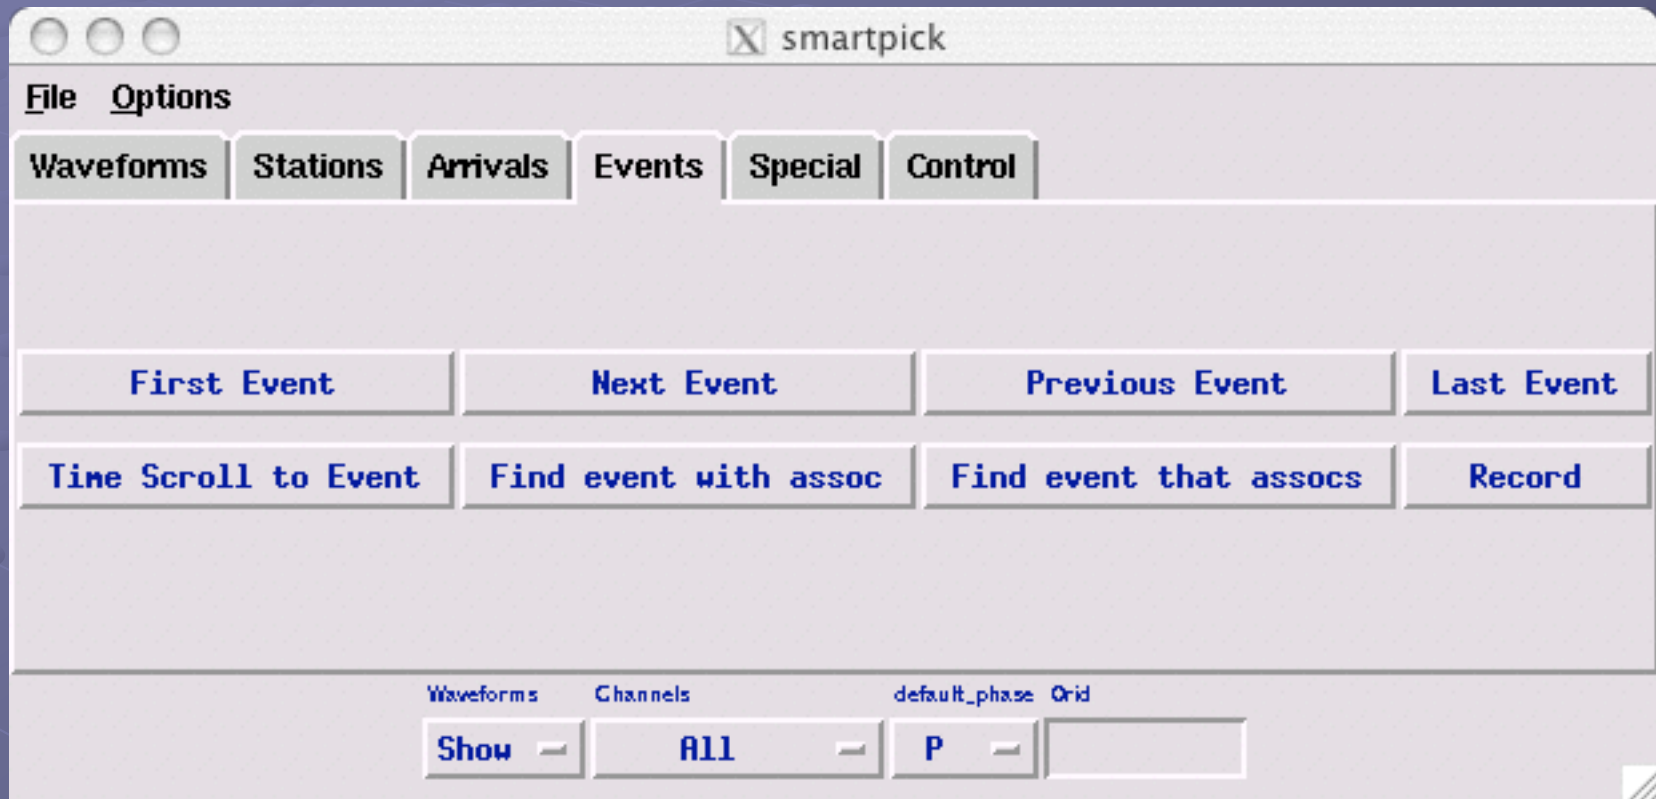 smartpick
File Options
Waveforms Stations Arrivals Events Special Control
First Event Next Event Previous Event Last Event
Time Scroll to Event Find event with assoc Find event that assocs Record
Waveforms Channels default_phase Orid
Show All P